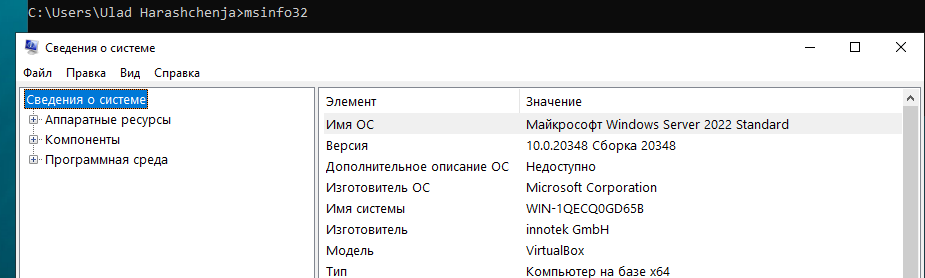 C:\Users\Ulad Harashchenja>msinfo32
Сведения о системе
Файл Правка Вид Справка
Сведения о системе
Аппаратные ресурсы
Компоненты
Программная среда
Элемент Значение
Имя ОС Майкрософт Windows Server 2022 Standard
Версия 10.0.20348 Сборка 20348
Дополнительное описание ОС Недоступно
Изготовитель ОС Microsoft Corporation
Имя системы WIN-1QECQ0GD65B
Изготовитель innotek GmbH
Модель VirtualBox
Тип Компьютер на базе x64